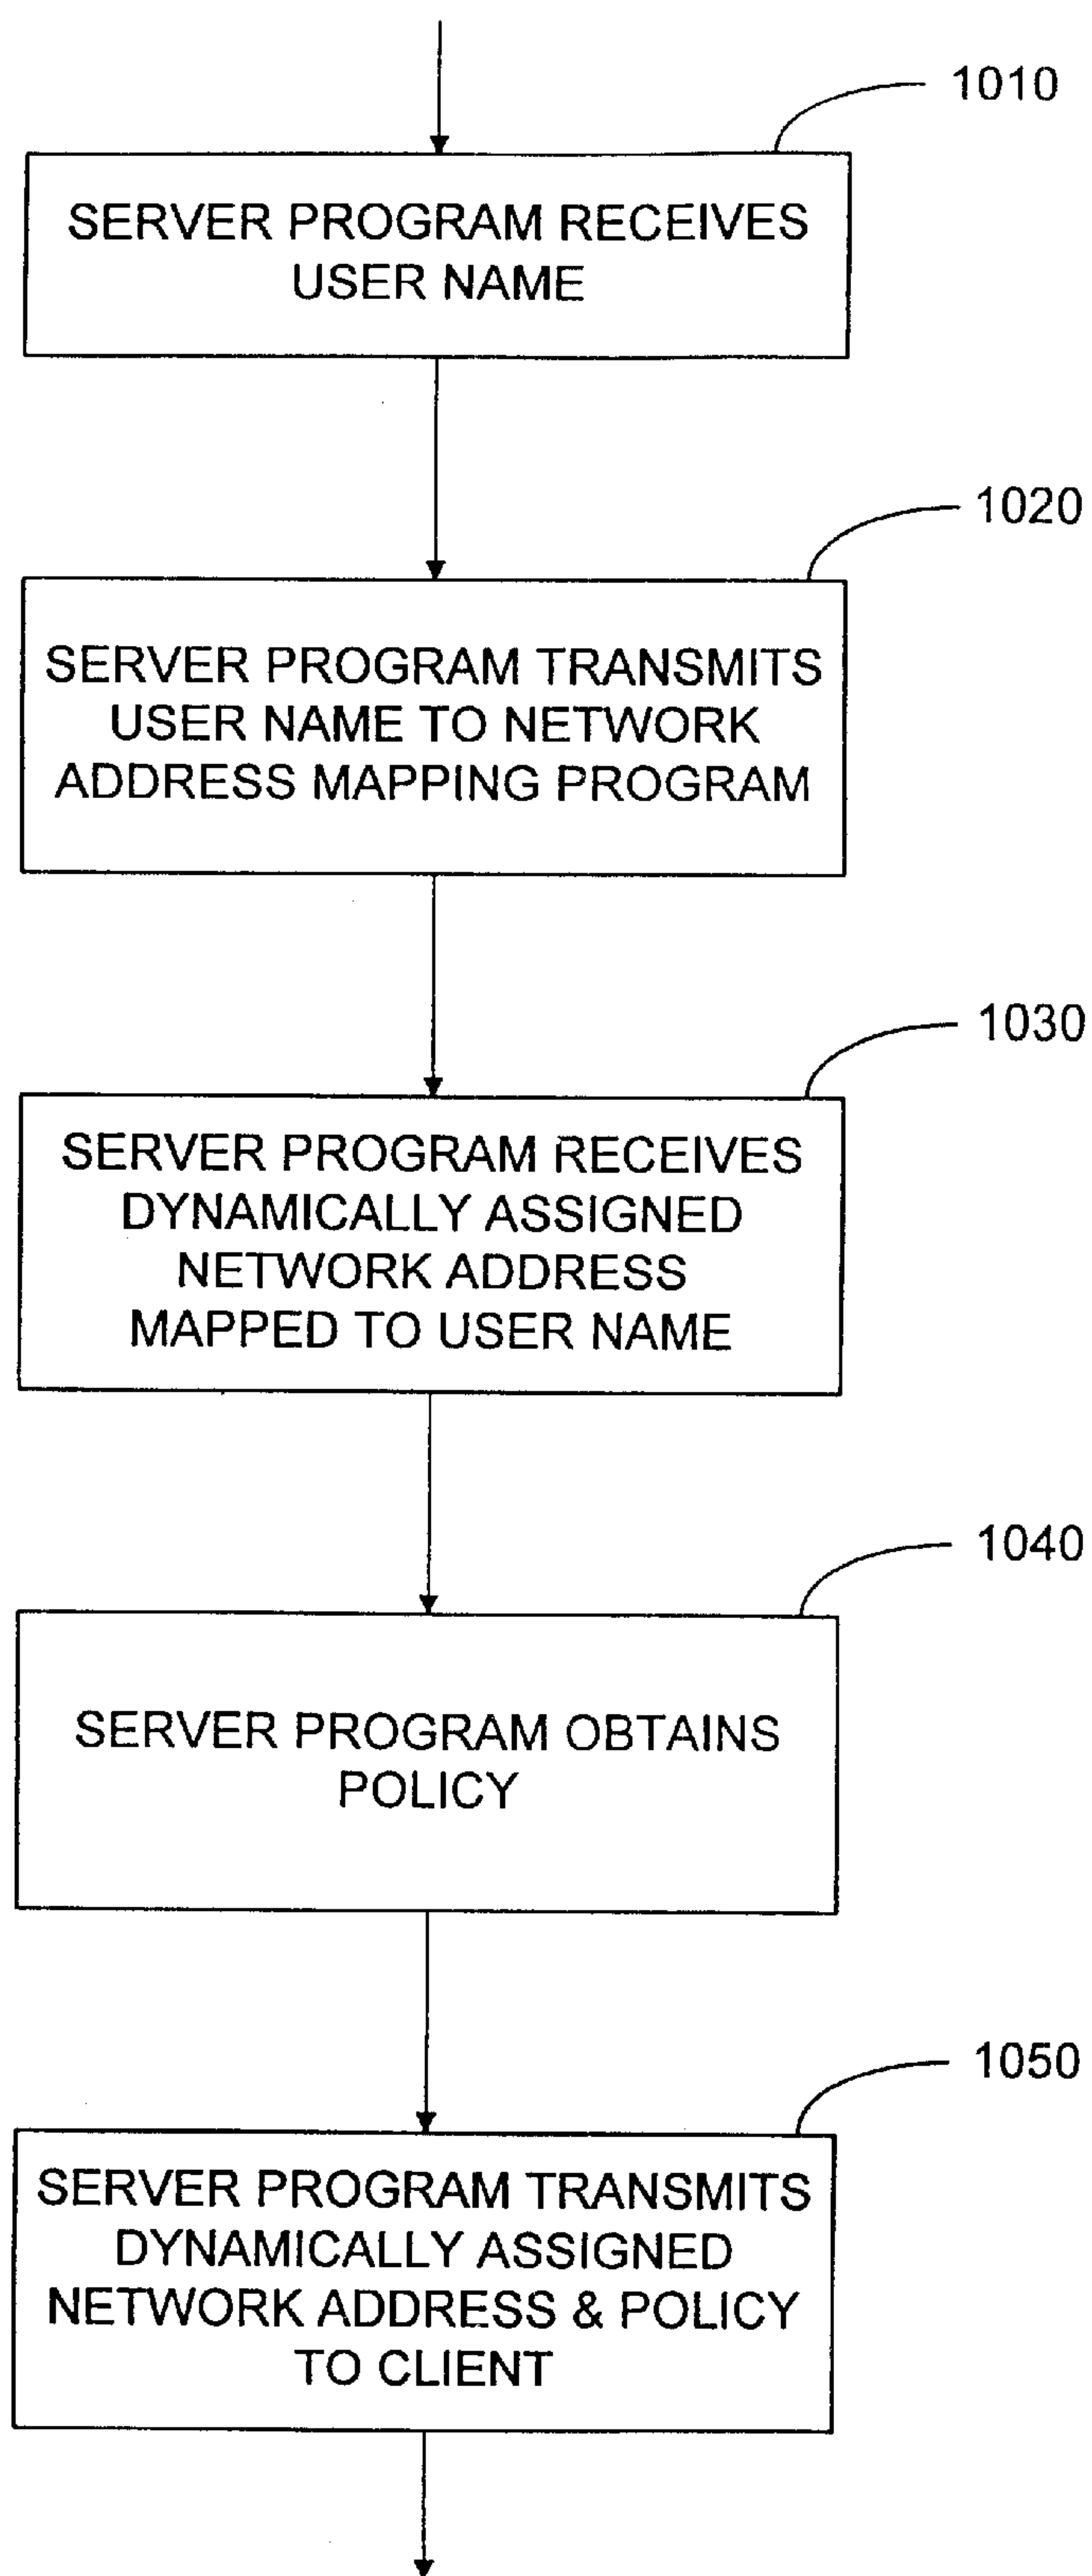 1010
SERVER PROGRAM RECEIVES
USER NAME
1020
SERVER PROGRAM TRANSMITS
USER NAME TO NETWORK
ADDRESS MAPPING PROGRAM
1030
SERVER PROGRAM RECEIVES
DYNAMICALLY ASSIGNED
NETWORK ADDRESS
MAPPED TO USER NAME
1040
SERVER PROGRAM OBTAINS
POLICY
1050
SERVER PROGRAM TRANSMITS
DYNAMICALLY ASSIGNED
NETWORK ADDRESS & POLICY
TO CLIENT